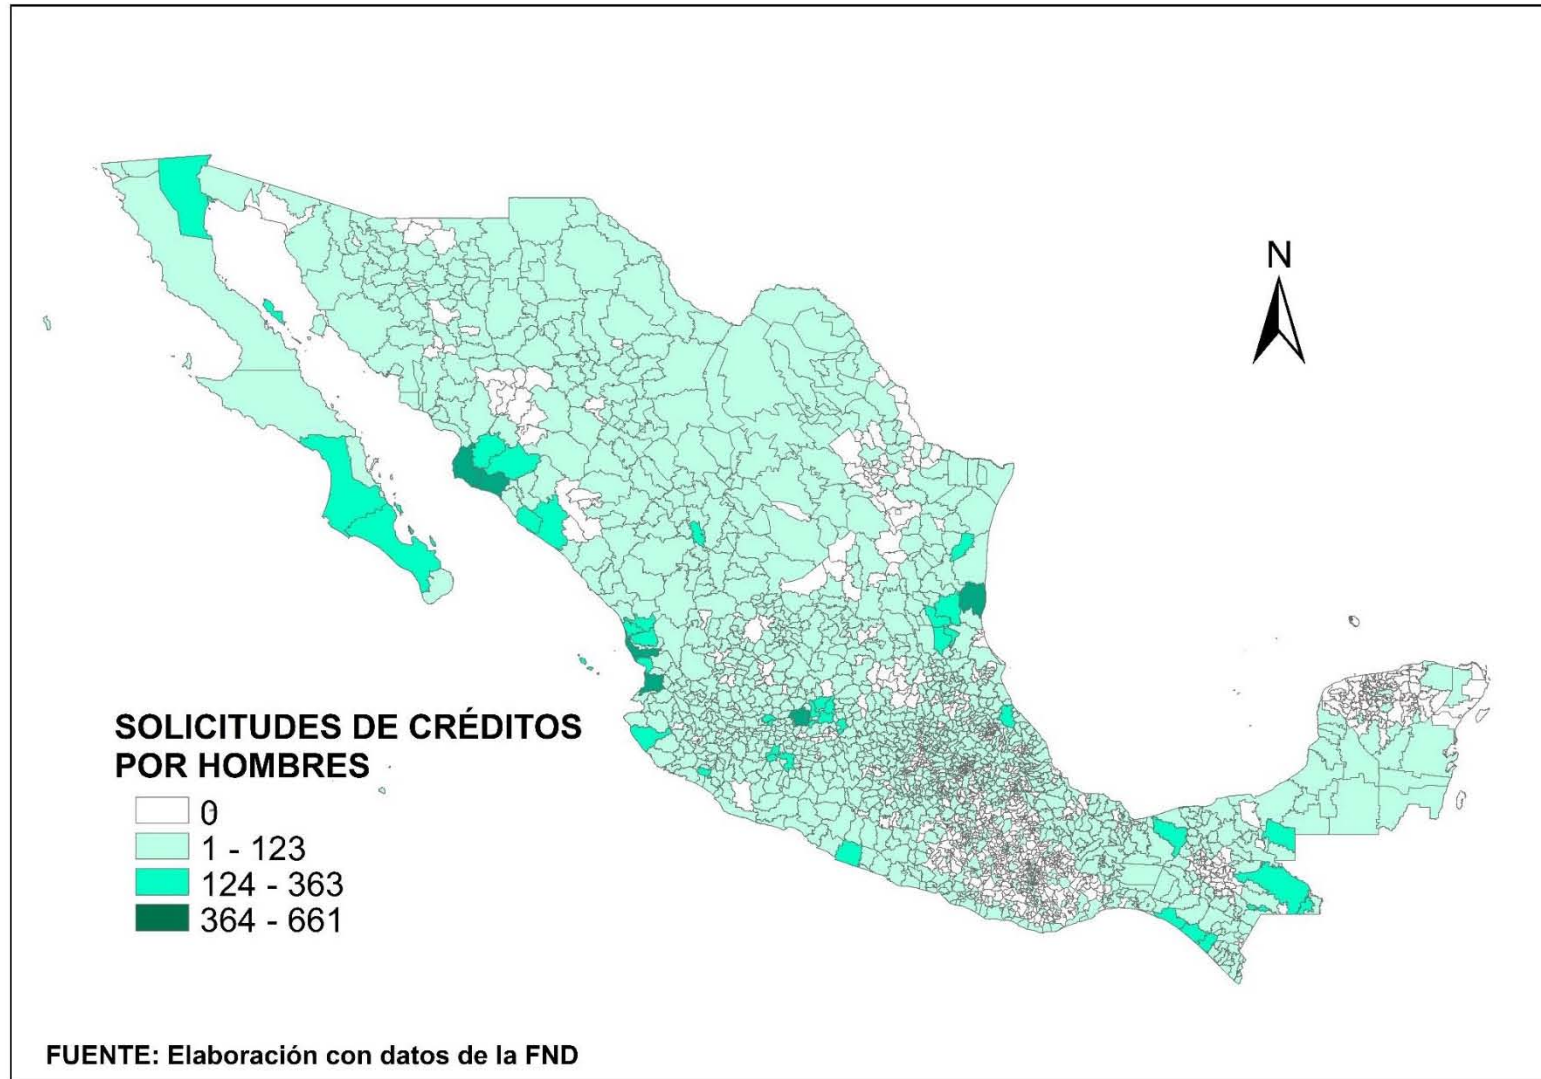 N
SOLICITUDES DE CRÉDITOS
POR HOMBRES
0
1 - 123
124 - 363
364 - 661
FUENTE: Elaboración con datos de la FND